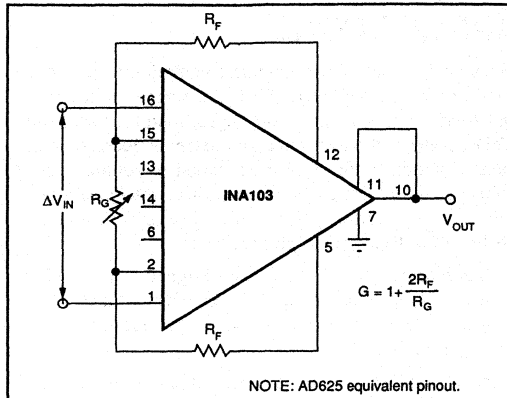 R_F
16
15
12
13
11
10
R_G
INA103
ΔV_IN
14
7
V_OUT
6
5
2
G = 1 + 2R_F / R_G
1
R_F
NOTE: AD625 equivalent pinout.